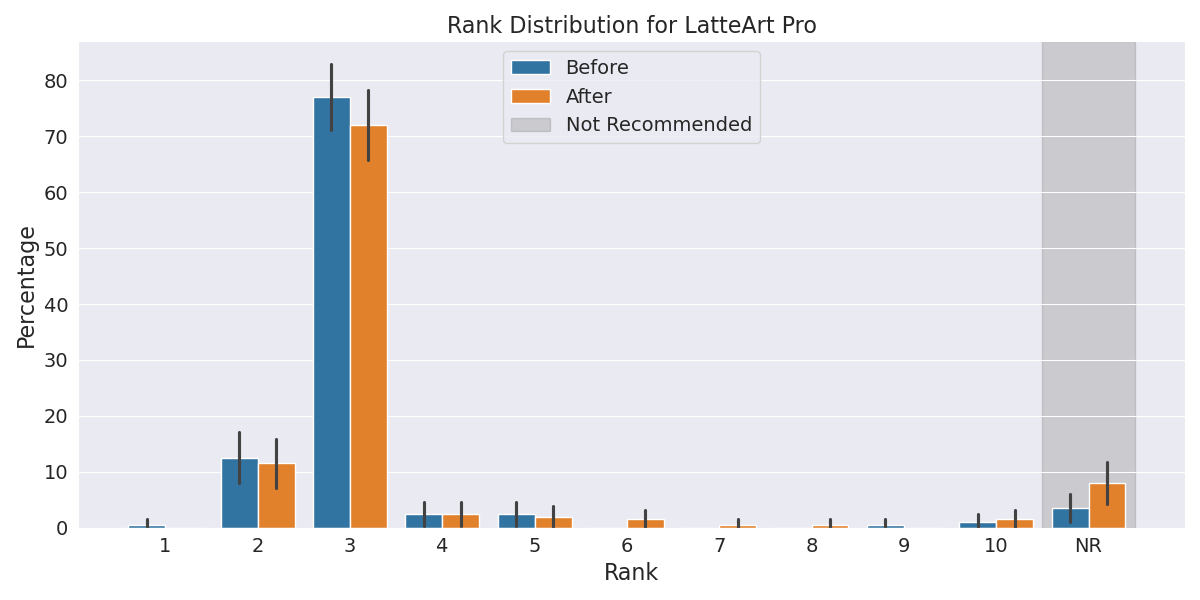 Rank Distribution for LatteArt Pro
Before
After
Not Recommended
Percentage
80
70
60
50
40
30
20
10
0
1 2 3 4 5 6 7 8 9 10 NR
Rank